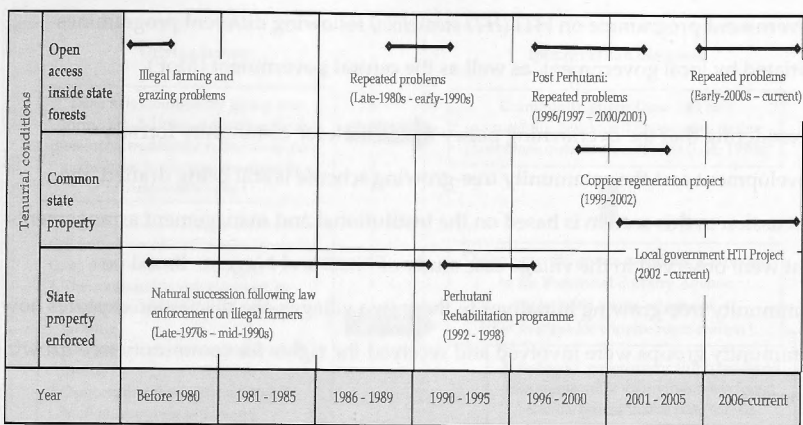 Tenurial conditions
Open
access
inside state
forests
Illegal farming and
grazing problems
Repeated problems
(Late-1980s - early-1990s)
Post Perhutani:
Repeated problems
(1996/1997 – 2000/2001)
Repeated problems
(Early-2000s – current)
Common
state
property
Coppice regeneration project
(1999-2002)
Local government HTI Project
(2002 - current)
State
property
enforced
Natural succession allowing law
enforcement on illegal farmers
(Late-1970s – mid-1990s)
Perhutani
Rehabilitation Program
(1992 - 1998)
Year
Before 1980
1981 - 1985
1986 - 1989
1990 - 1995
1996 - 2000
2001 - 2005
2006-current